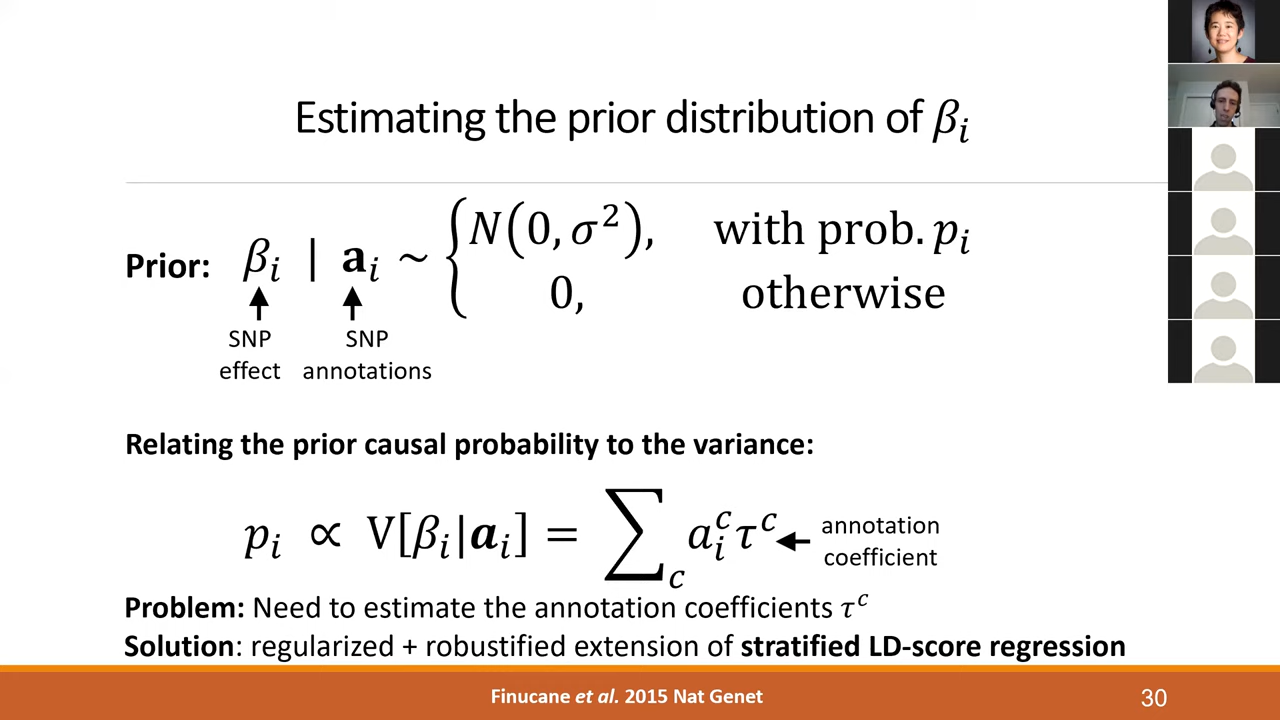 Estimating the prior distribution of βᵢ
Prior: βᵢ | 𝐚ᵢ ~ { N(0, σ²), with prob. pᵢ
0, otherwise
SNP effect
SNP annotations
Relating the prior causal probability to the variance:
pᵢ ∝ V[βᵢ|𝒂ᵢ] = ∑_c aᵢᶜ τᶜ
annotation coefficient
Problem: Need to estimate the annotation coefficients τᶜ
Solution: regularized + robustified extension of stratified LD-score regression
Finucane et al. 2015 Nat Genet
30